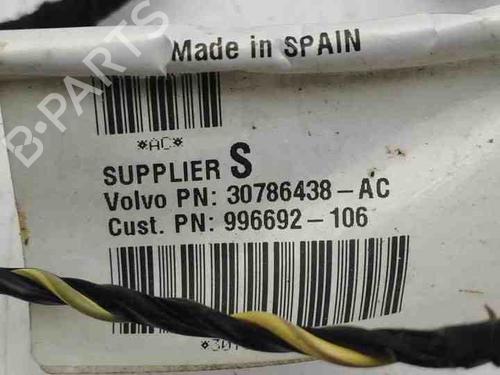 Made in SPAIN
*AC*
SUPPLIER S
Volvo PN: 30786438-AC
Cust. PN: 996692-106
B-PARTS